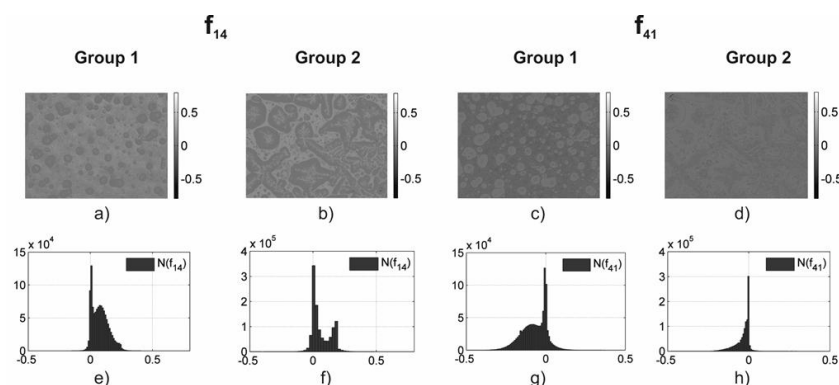 f14 f41
Group 1 Group 2 Group 1 Group 2
0.5 0.5 0.5 0.5
0 0 0 0
-0.5 -0.5 -0.5 -0.5
a) b) c) d)
x 10^4 x 10^5 x 10^4 x 10^5
15 4 15 4
N(f14) N(f14) N(f41) N(f41)
10 3 10 3
2 2
5 5
1 1
0 0 0 0
-0.5 0 0.5 -0.5 0 0.5 -0.5 0 0.5 -0.5 0 0.5
e) f) g) h)